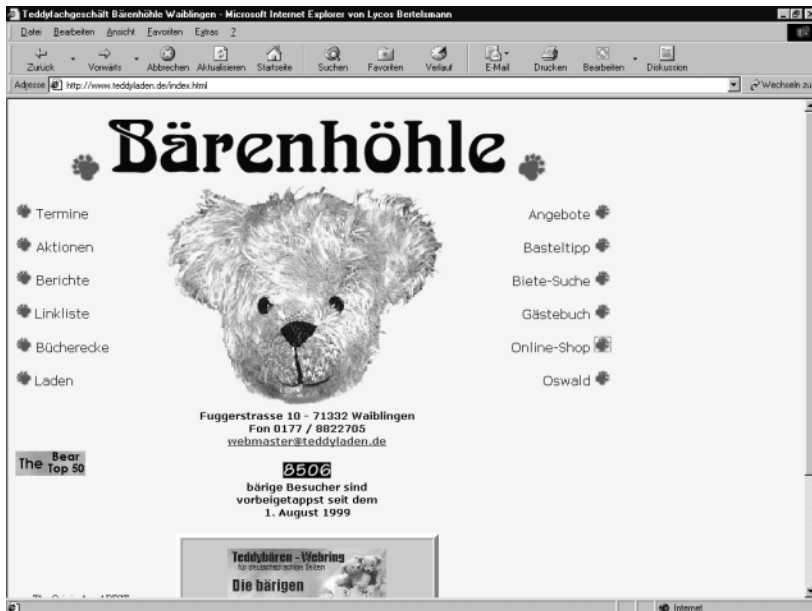 Teddyfachgeschäft Bärenhöhle Waiblingen - Microsoft Internet Explorer von Lycos Bertelsmann
Datei Bearbeiten Ansicht Favoriten Extras ?
Zurück Vorwärts Abbrechen Aktualisieren Startseite Suchen Favoriten Verlauf E-Mail Drucken Bearbeiten Diskussion
Adresse http://www.teddyladen.de/index.html Wechseln zu
Bärenhöhle
Termine Angebote
Aktionen Basteltipp
Berichte Biete-Suche
Linkliste Gästebuch
Bücherecke Online-Shop
Laden Oswald
Fuggerstrasse 10 - 71332 Waiblingen
Fon 0177 / 8822705
webmaster@teddyladen.de
The Bear Top 50
8506
bärige Besucher sind
vorbeigetappst seit dem
1. August 1999
Teddybären - Webring
für deutschsprachige Seiten
Die bärigen
Internet